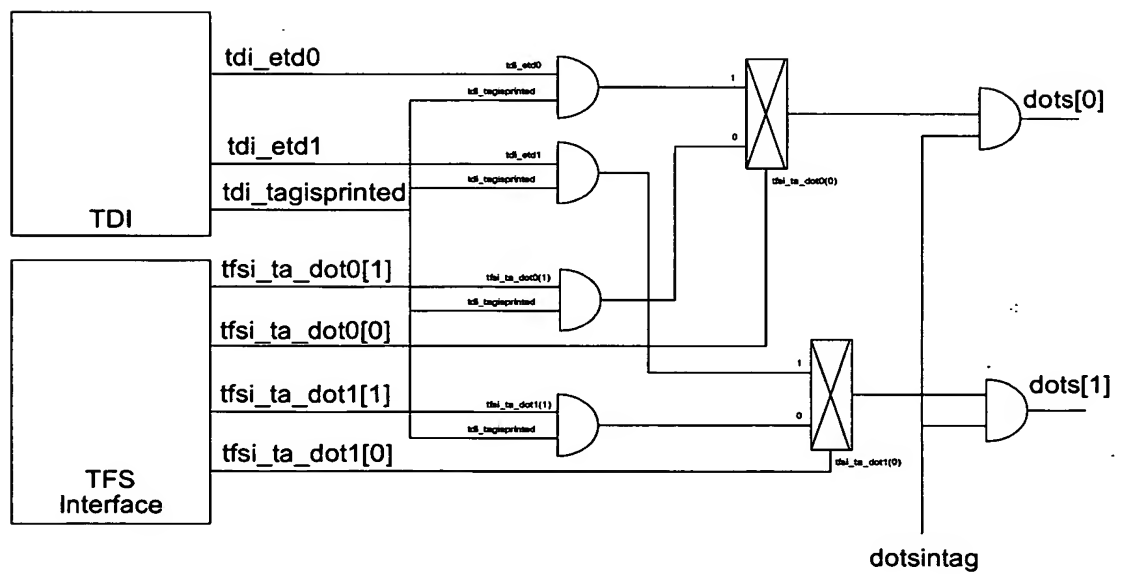 tdi_etd0
tdi_etd0
tdi_tagisprinted
1
dots[0]
tdi_etd1
tdi_etd1
0
tdi_tagisprinted
tdi_tagisprinted
tfsi_ta_dot0(0)
TDI
tfsi_ta_dot0[1]
tfsi_ta_dot0(1)
tdi_tagisprinted
tfsi_ta_dot0[0]
1
tfsi_ta_dot1[1]
tfsi_ta_dot1(1)
0
dots[1]
tdi_tagisprinted
tfsi_ta_dot1[0]
tfsi_ta_dot1(0)
TFS
Interface
dotsintag